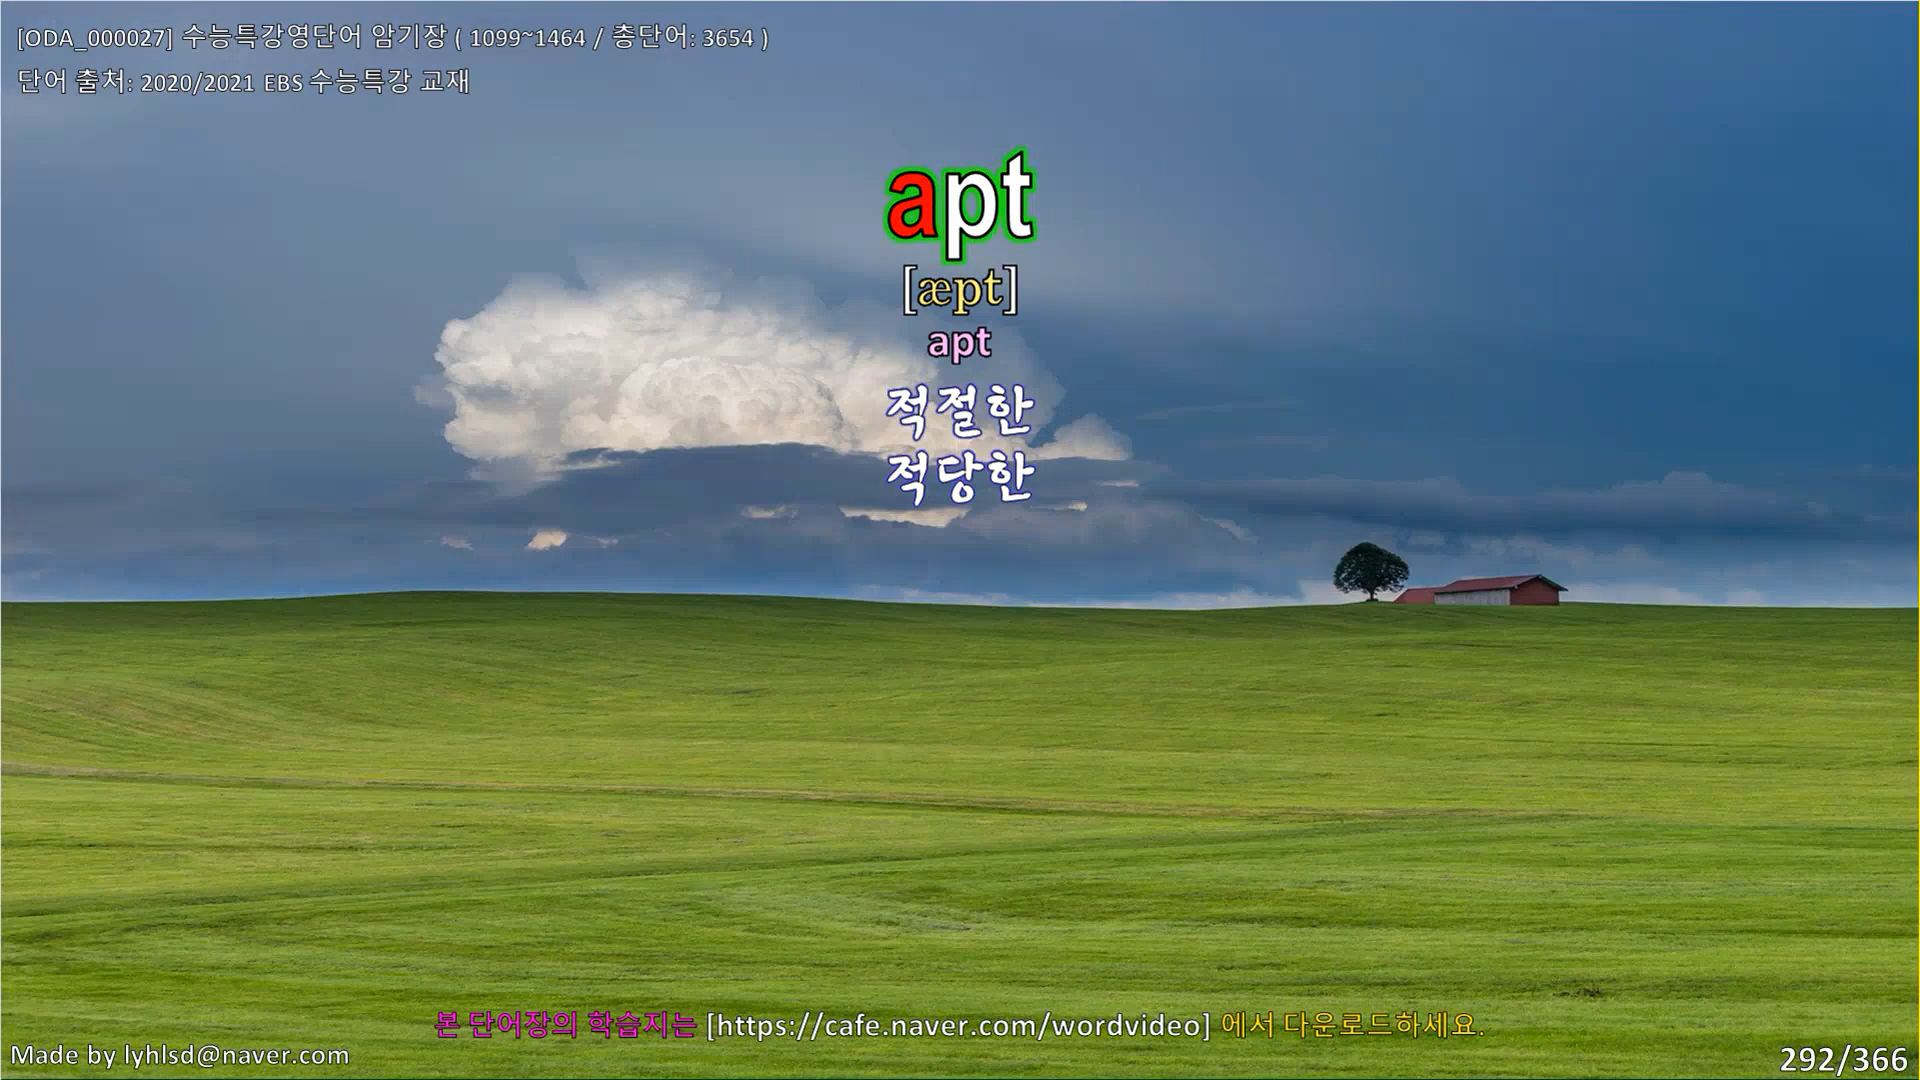 [ODA_000027] 수능특강영단어 암기장 ( 1099~1464 / 총단어: 3654 )
단어 출처: 2020/2021 EBS 수능특강 교재
apt
[æpt]
apt
적절한
적당한
본 단어장의 학습지는 [https://cafe.naver.com/wordvideo] 에서 다운로드하세요.
Made by lyhlsd@naver.com
292/366